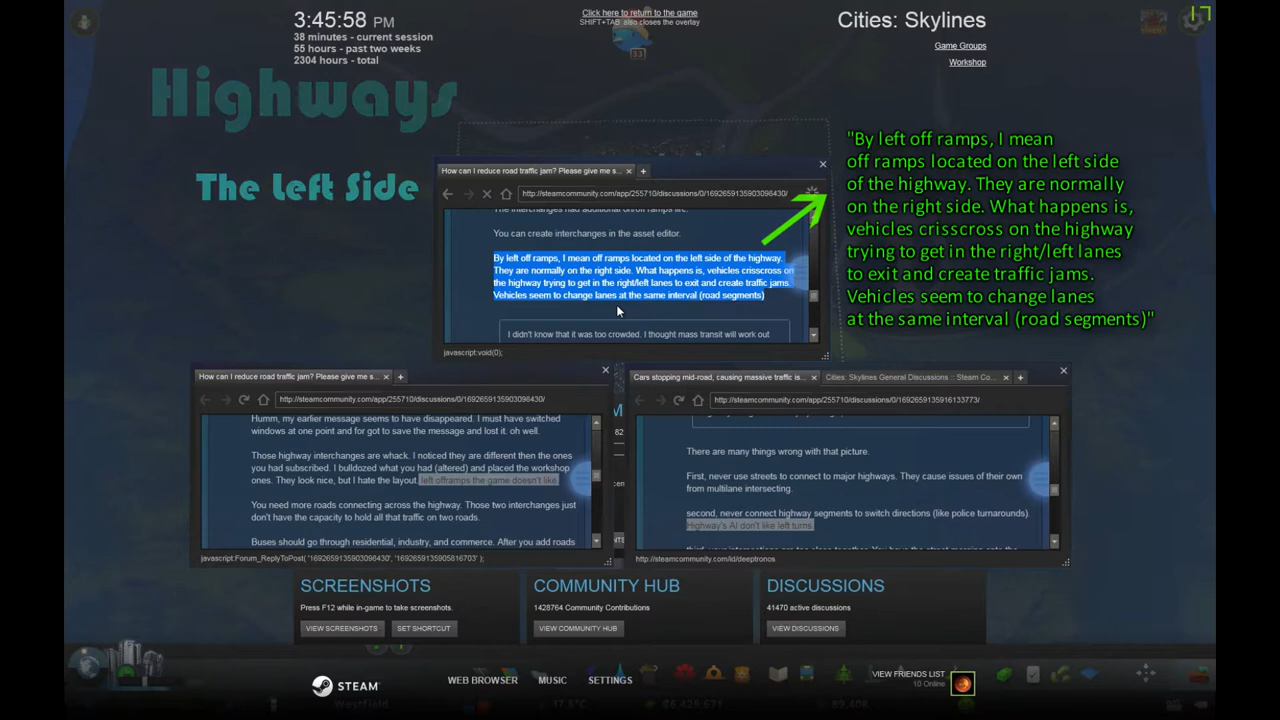 3:45:58 PM
38 minutes - current session
55 hours - past two weeks
2304 hours - total
Click here to return to the game
SHIFT+TAB also closes the overlay
33
Cities: Skylines
Game Groups
Workshop
17
Highways
The Left Side
"By left off ramps, I mean
off ramps located on the left side
of the highway. They are normally
on the right side. What happens is,
vehicles crisscross on the highway
trying to get in the right/left lanes
to exit and create traffic jams.
Vehicles seem to change lanes
at the same interval (road segments)"
How can I reduce road traffic jam? Please give me s...
http://steamcommunity.com/app/255710/discussions/0/1692659135903098430/
The interchanges had additional on/off ramps
You can create interchanges in the asset editor.
By left off ramps, I mean off ramps located on the left side of the highway.
They are normally on the right side. What happens is, vehicles crisscross on
the highway trying to get in the right/left lanes to exit and create traffic jams.
Vehicles seem to change lanes at the same interval (road segments)
I didn't know that it was too crowded. I thought mass transit will work out
javascript:void(0);
How can I reduce road traffic jam? Please give me s...
http://steamcommunity.com/app/255710/discussions/0/1692659135903098430/
Humm, my earlier message seems to have disappeared. I must have switched
windows at one point and for got to save the message and lost it. oh well.
Those highway interchanges are whack. I noticed they are different then the ones
you had subscribed. I bulldozed what you had (altered) and placed the workshop
ones. They look nice, but I hate the layout. left offramps the game doesn't like.
You need more roads connecting across the highway. Those two interchanges just
don't have the capacity to hold all that traffic on two roads.
Buses should go through residential, industry, and commerce. After you add roads
javascript:Forum_ReplyToPost( '1692659135903098430', '1692659135905816703' );
Cars stopping mid-road, causing massive traffic is...
Cities: Skylines General Discussions :: Steam Co...
http://steamcommunity.com/app/255710/discussions/0/1692659135916133773/
There are many things wrong with that picture.
First, never use streets to connect to major highways. They cause issues of their own
from multilane intersecting.
second, never connect highway segments to switch directions (like police turnarounds).
Highway's AI don't like left turns.
http://steamcommunity.com/id/deeptronos
SCREENSHOTS
Press F12 while in-game to take screenshots.
VIEW SCREENSHOTS
SET SHORTCUT
COMMUNITY HUB
1428764 Community Contributions
VIEW COMMUNITY HUB
DISCUSSIONS
41470 active discussions
VIEW DISCUSSIONS
STEAM
WEB BROWSER
MUSIC
SETTINGS
VIEW FRIENDS LIST
10 Online
Westfield